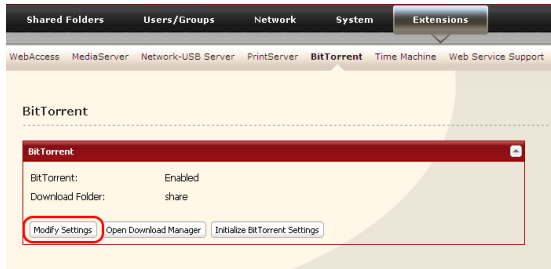 Shared Folders Users/Groups Network System Extensions
WebAccess MediaServer Network-USB Server PrintServer BitTorrent Time Machine Web Service Support
BitTorrent
BitTorrent
BitTorrent: Enabled
Download Folder: share
Modify Settings Open Download Manager Initialize BitTorrent Settings